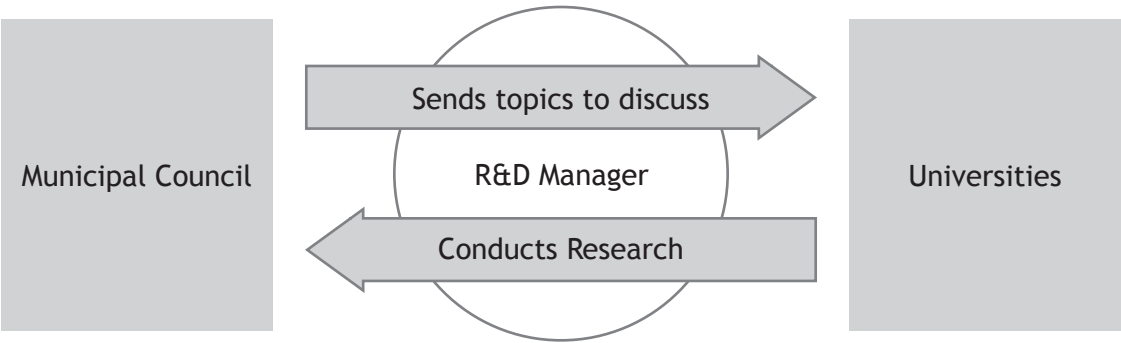 Sends topics to discuss
Municipal Council
R&D Manager
Universities
Conducts Research